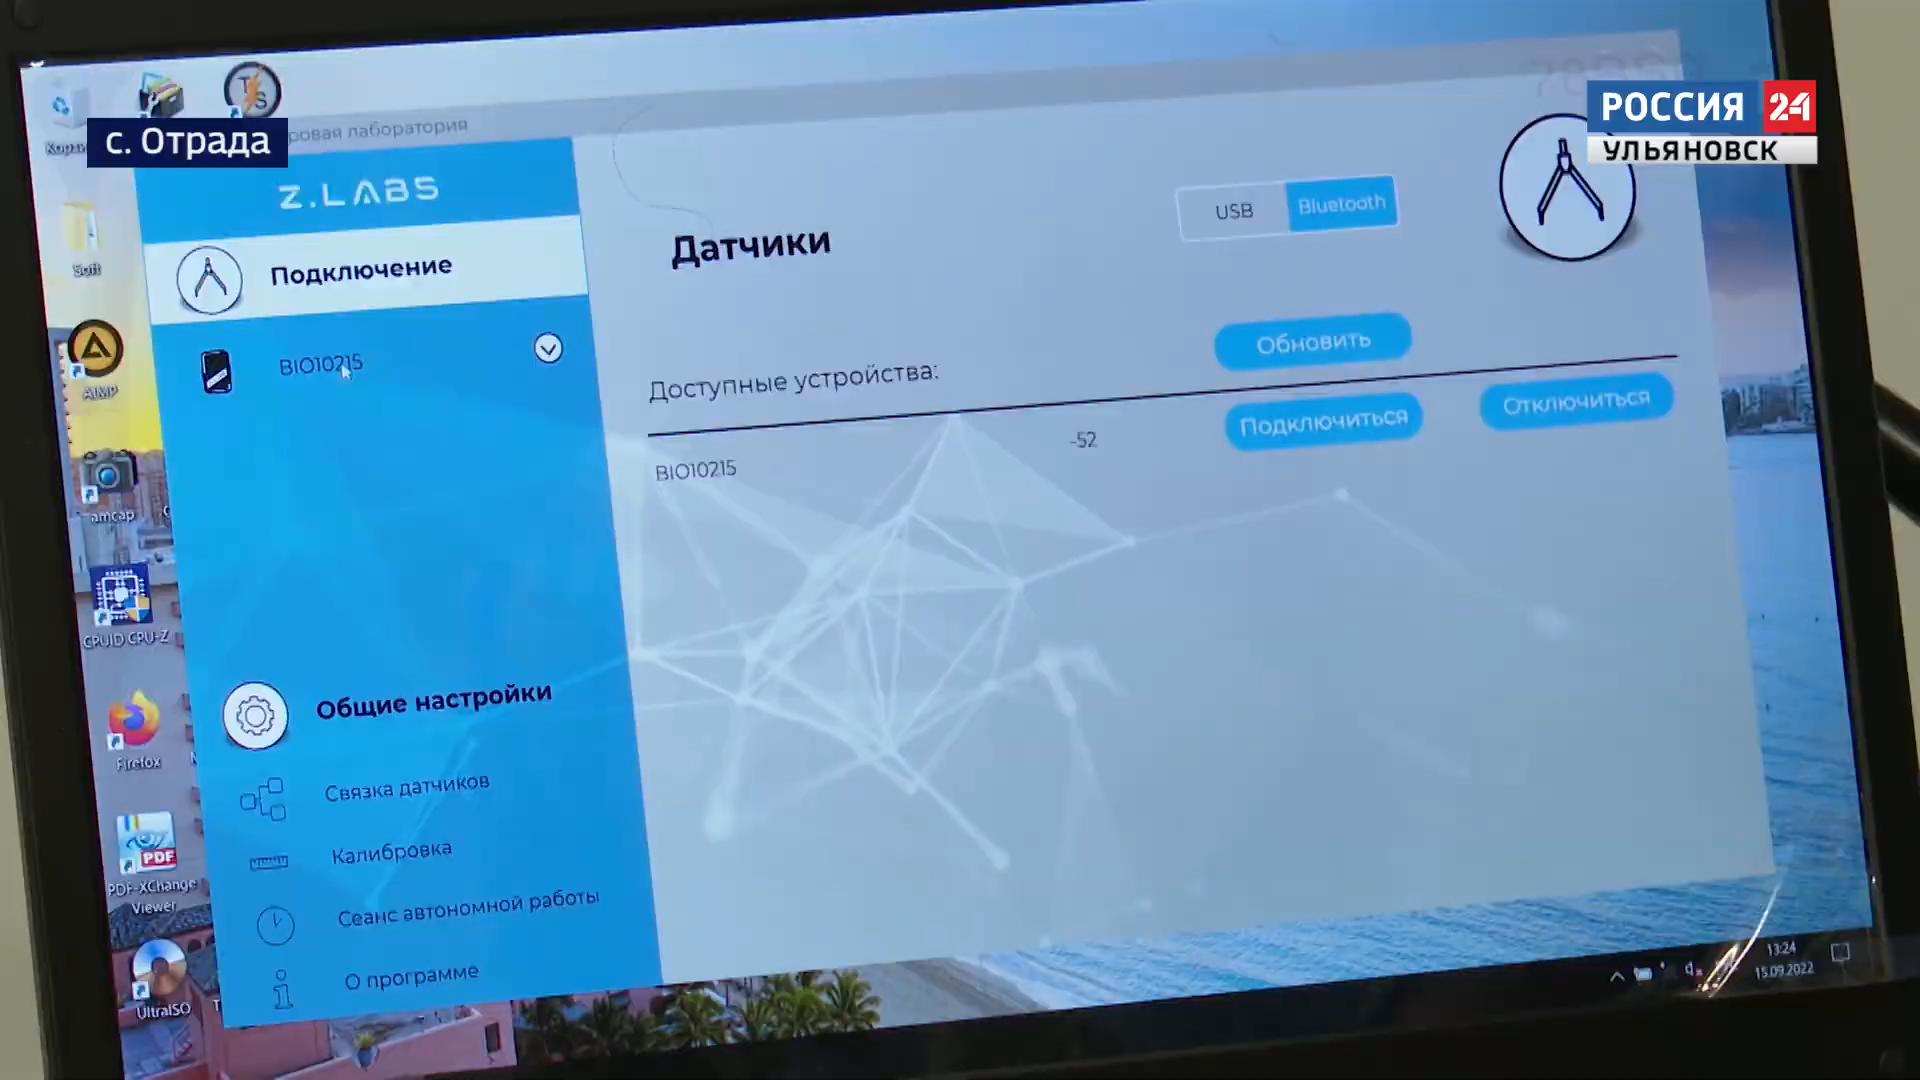 РОССИЯ 24
УЛЬЯНОВСК
с. Отрада
ровая лаборатория
Z.LABS
Подключение
BIO10215
Общие настройки
Связка датчиков
Калибровка
Сеанс автономной работы
О программе
Датчики
USB Bluetooth
Обновить
Доступные устройства:
BIO10215 -52 Подключиться Отключиться
Soft
AIMP
amcap
CPUID CPU-Z
Firefox
PDF
PDF-XChange
Viewer
UltraISO
13:24
15.09.2022